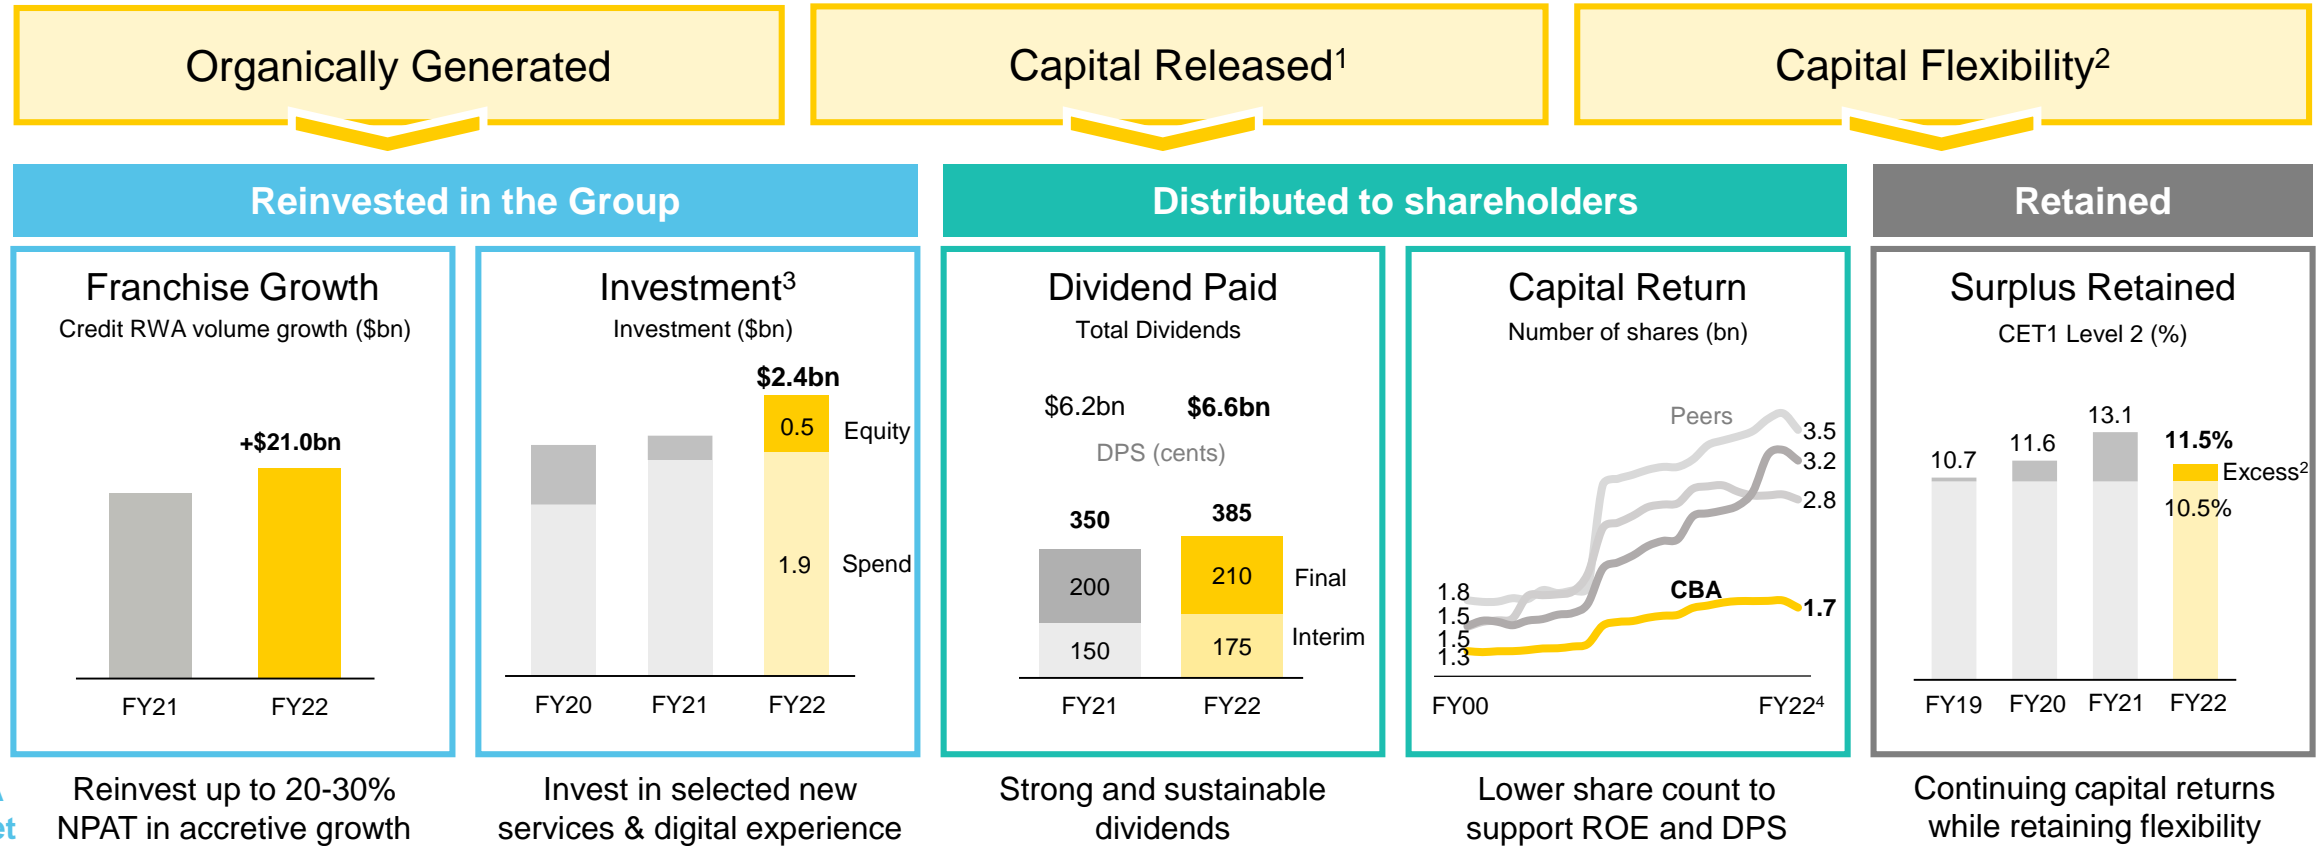 Organically Generated
Capital Released1
Capital Flexibility2
Reinvested in the Group
Distributed to shareholders
Retained
Franchise Growth
Credit RWA volume growth ($bn)
+$21.0bn
FY21 FY22
Investment3
Investment ($bn)
$2.4bn
0.5 Equity
1.9 Spend
FY20 FY21 FY22
Dividend Paid
Total Dividends
$6.2bn $6.6bn
DPS (cents)
350 385
200 210 Final
150 175 Interim
FY21 FY22
Capital Return
Number of shares (bn)
Peers
3.5
3.2
2.8
1.8
1.5
1.5
1.3
CBA
1.7
FY00 FY224
Surplus Retained
CET1 Level 2 (%)
10.7 11.6 13.1 11.5%
Excess2
10.5%
FY19 FY20 FY21 FY22
Reinvest up to 20-30%
NPAT in accretive growth
Invest in selected new
services & digital experience
Strong and sustainable
dividends
Lower share count to
support ROE and DPS
Continuing capital returns
while retaining flexibility